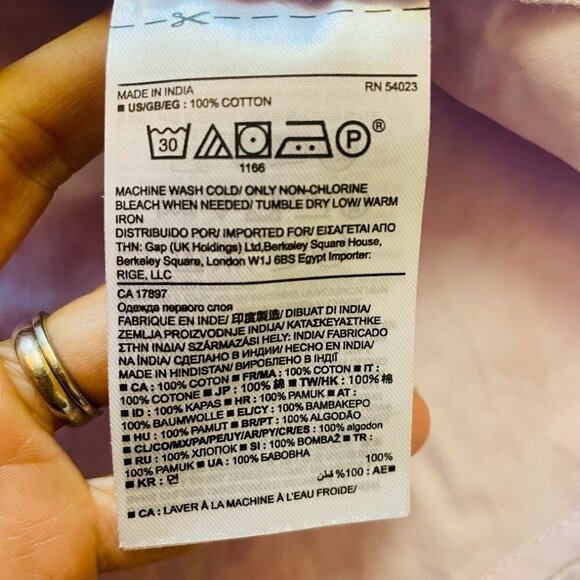 MADE IN INDIA RN 54023
■ US/GB/EG : 100% COTTON
30 P ®
1166
MACHINE WASH COLD/ ONLY NON-CHLORINE
BLEACH WHEN NEEDED/ TUMBLE DRY LOW/ WARM
IRON
DISTRIBUIDO POR/ IMPORTED FOR/ ΕΙΣΑΓΕΤΑΙ ΑΠΟ
ΤΗΝ: Gap (UK Holdings) Ltd,Berkeley Square House,
Berkeley Square, London W1J 6BS Egypt Importer:
RIGE, LLC
CA 17897
Одежда первого слоя
FABRIQUE EN INDE/ 印度製造/ DIBUAT DI INDIA/
ZEMLJA PROIZVODNJE INDIJA/ ΚΑΤΑΣΚΕΥΑΣΤΗΚΕ
ΣΤΗΝ ΙΝΔΙΑ/ SZÁRMAZÁSI HELY: INDIA/ FABRICADO
NA ÍNDIA/ СДЕЛАНО В ИНДИИ/ HECHO EN INDIA/
MADE IN HINDISTAN/ ВИРОБЛЕНО В ІНДІЇ
■ CA : 100% COTON ■ FR/MA : 100% COTON ■ IT :
100% COTONE ■ JP : 100% 綿 ■ TW/HK : 100% 棉
■ ID : 100% KAPAS ■ HR : 100% PAMUK ■ AT :
100% BAUMWOLLE ■ EL/CY : 100% ΒΑΜΒΑΚΕΡΟ
■ HU : 100% PAMUT ■ BR/PT : 100% ALGODÃO
■ CL/CO/MX/PA/PE/UY/AR/PY/CR/ES : 100% algodon
■ RU : 100% ХЛОПОК ■ SI : 100% BOMBAŽ ■ TR :
100% PAMUK ■ UA : 100% БАВОВНА 100%
■ KR : 면 قطن %100 : AE ■
■ CA : LAVER À LA MACHINE À L'EAU FROIDE/